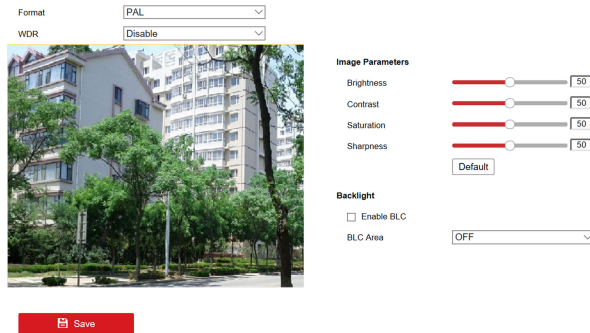 Format PAL
WDR Disable
Image Parameters
Brightness 50
Contrast 50
Saturation 50
Sharpness 50
Default
Backlight
Enable BLC
BLC Area OFF
Save